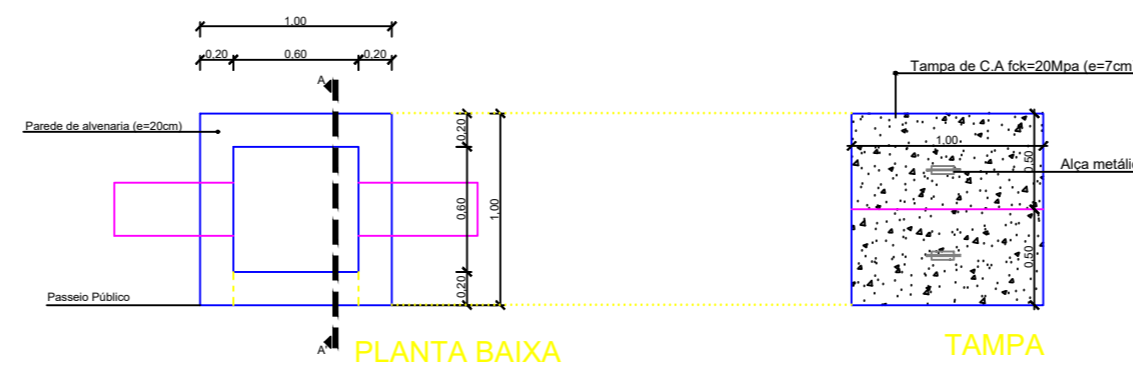 1,00
0,20
0,60
0,20
A
Tampa de C.A fck=20Mpa (e=7cm
Parede de alvenaria (e=20cm)
0,20
0,60
0,20
1,00
1,00
0,50
Alça metálic
0,50
Passeio Público
A'
PLANTA BAIXA
TAMPA